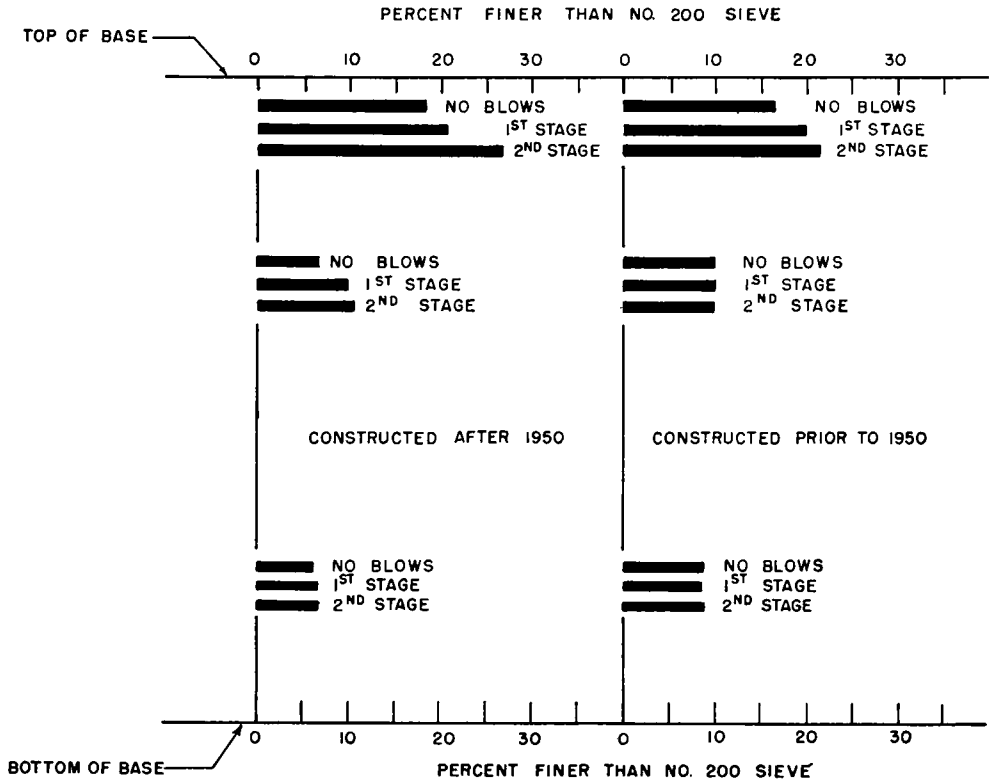 PERCENT FINER THAN NO. 200 SIEVE
TOP OF BASE
0 10 20 30 0 10 20 30
NO BLOWS NO BLOWS
1ST STAGE 1ST STAGE
2ND STAGE 2ND STAGE
NO BLOWS NO BLOWS
1ST STAGE 1ST STAGE
2ND STAGE 2ND STAGE
CONSTRUCTED AFTER 1950 CONSTRUCTED PRIOR TO 1950
NO BLOWS NO BLOWS
1ST STAGE 1ST STAGE
2ND STAGE 2ND STAGE
0 10 20 30 0 10 20 30
BOTTOM OF BASE
PERCENT FINER THAN NO. 200 SIEVE